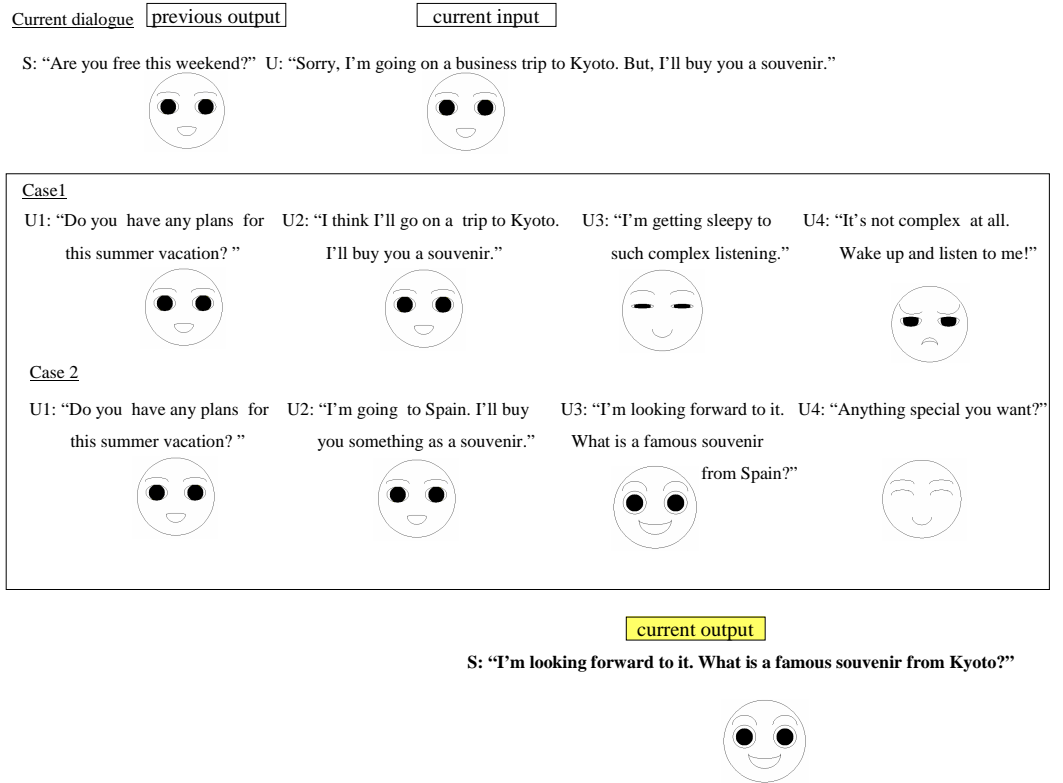 Current dialogue previous output current input
S: “Are you free this weekend?” U: “Sorry, I’m going on a business trip to Kyoto. But, I’ll buy you a souvenir.”
Case1
U1: “Do you have any plans for U2: “I think I’ll go on a trip to Kyoto. U3: “I’m getting sleepy to U4: “It’s not complex at all.
this summer vacation? ” I’ll buy you a souvenir.” such complex listening.” Wake up and listen to me!”
Case 2
U1: “Do you have any plans for U2: “I’m going to Spain. I’ll buy U3: “I’m looking forward to it. U4: “Anything special you want?”
this summer vacation? ” you something as a souvenir.” What is a famous souvenir
from Spain?”
current output
S: “I’m looking forward to it. What is a famous souvenir from Kyoto?”